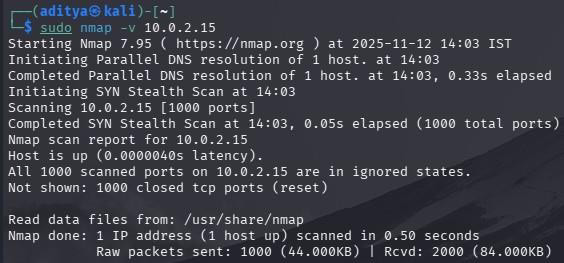 ┌──(aditya㉿kali)-[~]
└─$ sudo nmap -v 10.0.2.15
Starting Nmap 7.95 ( https://nmap.org ) at 2025-11-12 14:03 IST
Initiating Parallel DNS resolution of 1 host. at 14:03
Completed Parallel DNS resolution of 1 host. at 14:03, 0.33s elapsed
Initiating SYN Stealth Scan at 14:03
Scanning 10.0.2.15 [1000 ports]
Completed SYN Stealth Scan at 14:03, 0.05s elapsed (1000 total ports)
Nmap scan report for 10.0.2.15
Host is up (0.0000040s latency).
All 1000 scanned ports on 10.0.2.15 are in ignored states.
Not shown: 1000 closed tcp ports (reset)
Read data files from: /usr/share/nmap
Nmap done: 1 IP address (1 host up) scanned in 0.50 seconds
Raw packets sent: 1000 (44.000KB) | Rcvd: 2000 (84.000KB)